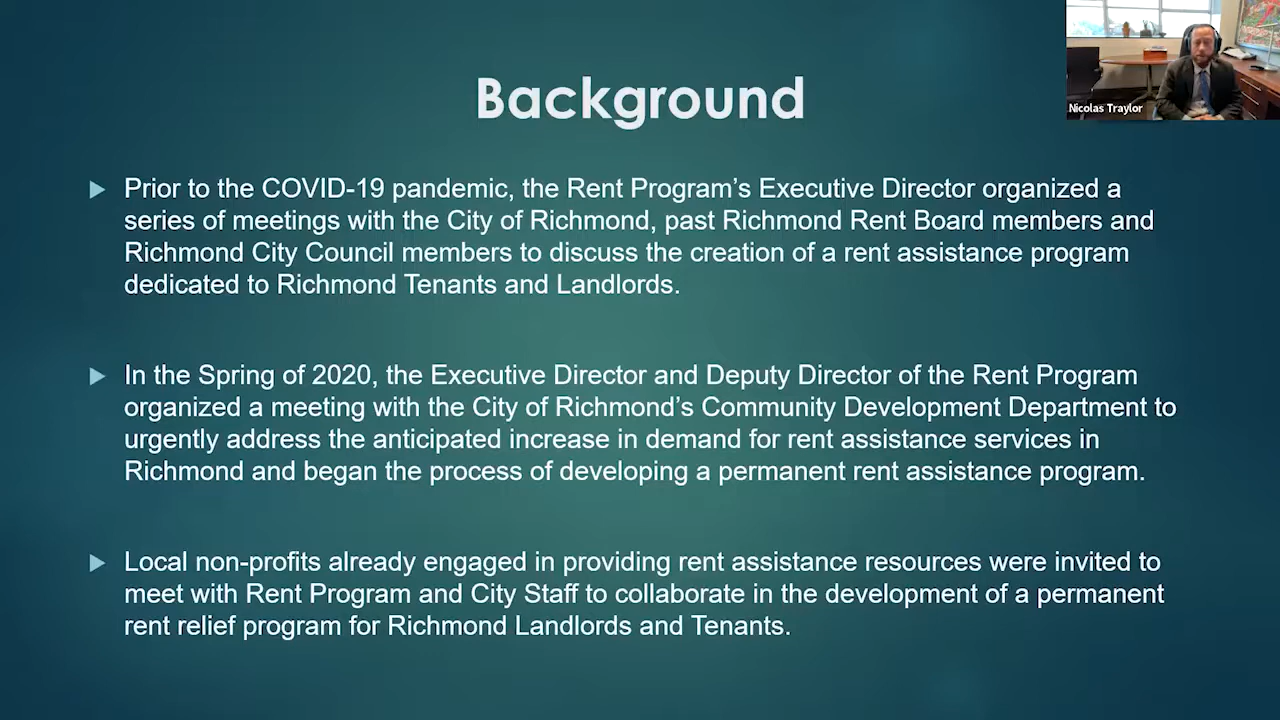 Background
Nicolas Traylor
Prior to the COVID-19 pandemic, the Rent Program’s Executive Director organized a
series of meetings with the City of Richmond, past Richmond Rent Board members and
Richmond City Council members to discuss the creation of a rent assistance program
dedicated to Richmond Tenants and Landlords.
In the Spring of 2020, the Executive Director and Deputy Director of the Rent Program
organized a meeting with the City of Richmond’s Community Development Department to
urgently address the anticipated increase in demand for rent assistance services in
Richmond and began the process of developing a permanent rent assistance program.
Local non-profits already engaged in providing rent assistance resources were invited to
meet with Rent Program and City Staff to collaborate in the development of a permanent
rent relief program for Richmond Landlords and Tenants.